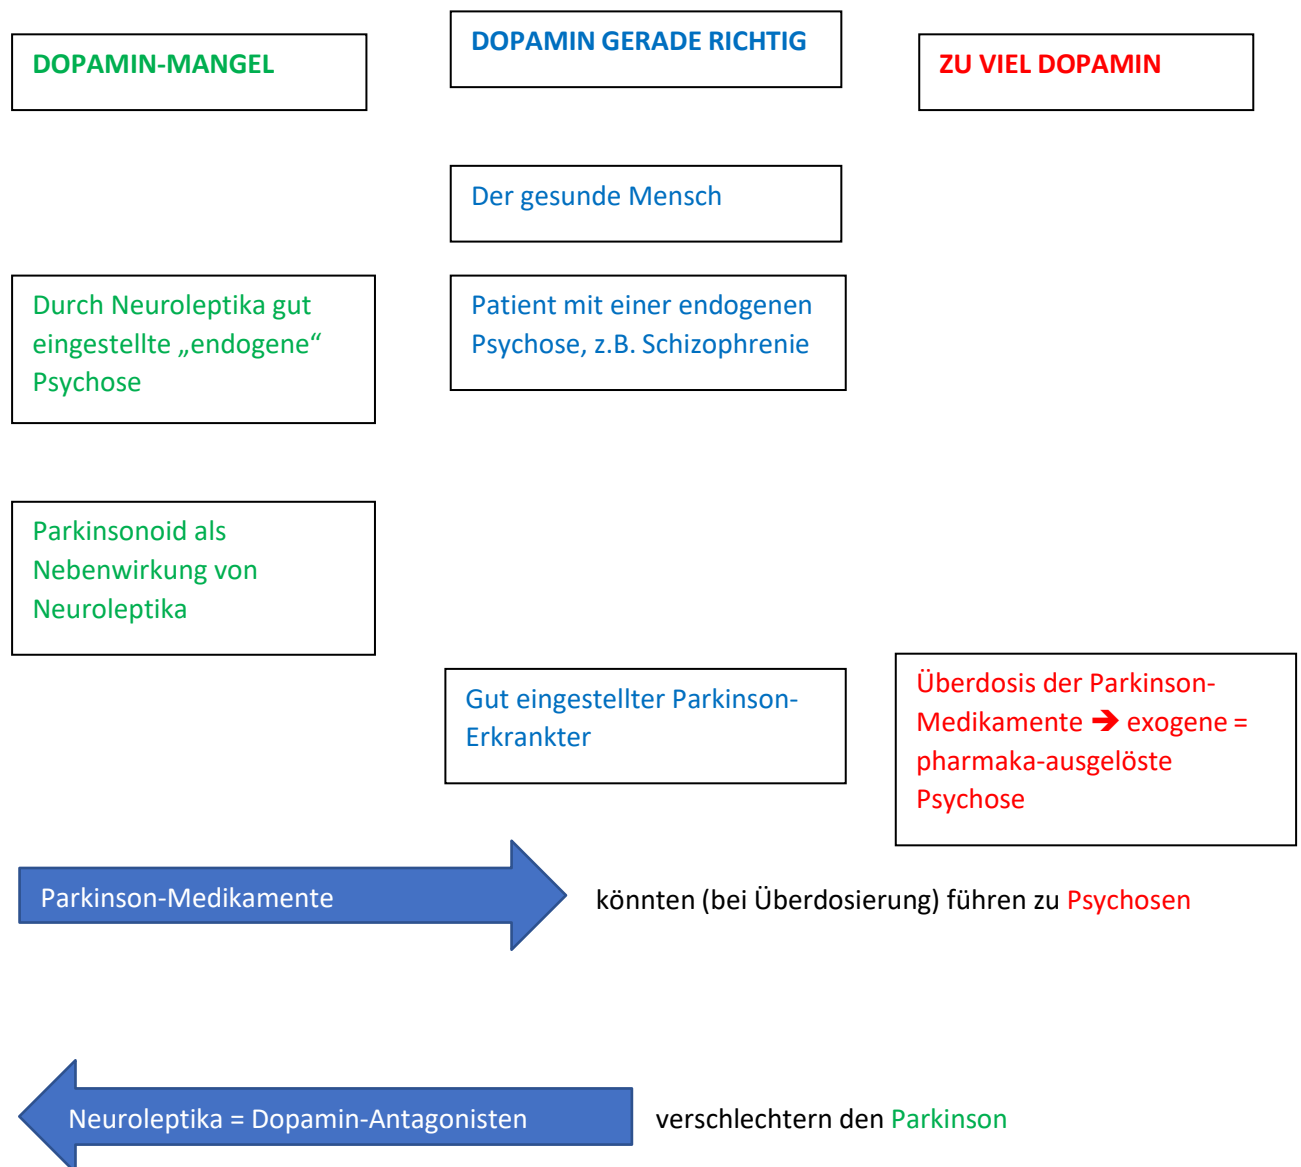 DOPAMIN-MANGEL
DOPAMIN GERADE RICHTIG
ZU VIEL DOPAMIN
Der gesunde Mensch
Durch Neuroleptika gut
eingestellte „endogene“
Psychose
Patient mit einer endogenen
Psychose, z.B. Schizophrenie
Parkinsonoid als
Nebenwirkung von
Neuroleptika
Gut eingestellter Parkinson-
Erkrankter
Überdosis der Parkinson-
Medikamente ➔ exogene =
pharmaka-ausgelöste
Psychose
Parkinson-Medikamente
könnten (bei Überdosierung) führen zu Psychosen
Neuroleptika = Dopamin-Antagonisten
verschlechtern den Parkinson